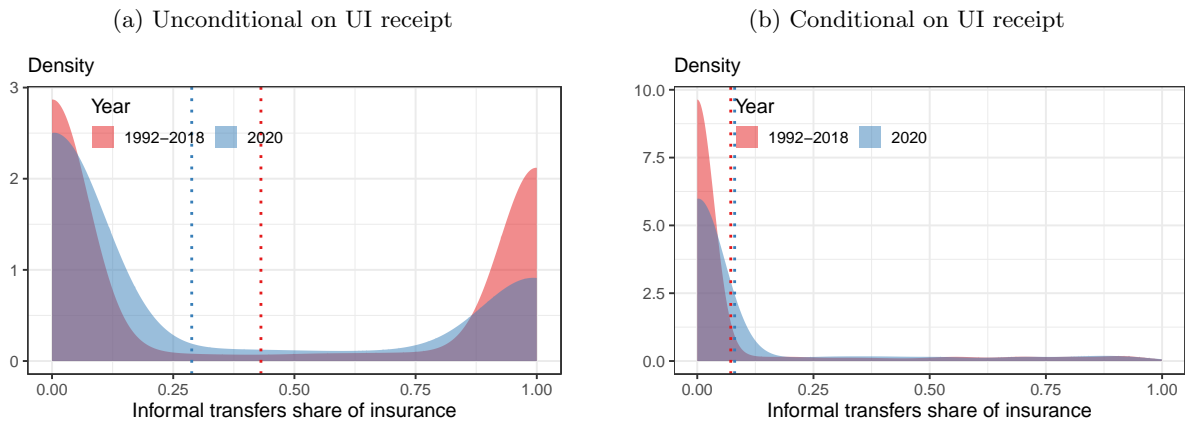 (a) Unconditional on UI receipt
Density
Year
1992−2018
2020
3
2
1
0
0.00
0.25
0.50
0.75
1.00
Informal transfers share of insurance
(b) Conditional on UI receipt
Density
Year
1992−2018
2020
10.0
7.5
5.0
2.5
0.0
0.00
0.25
0.50
0.75
1.00
Informal transfers share of insurance